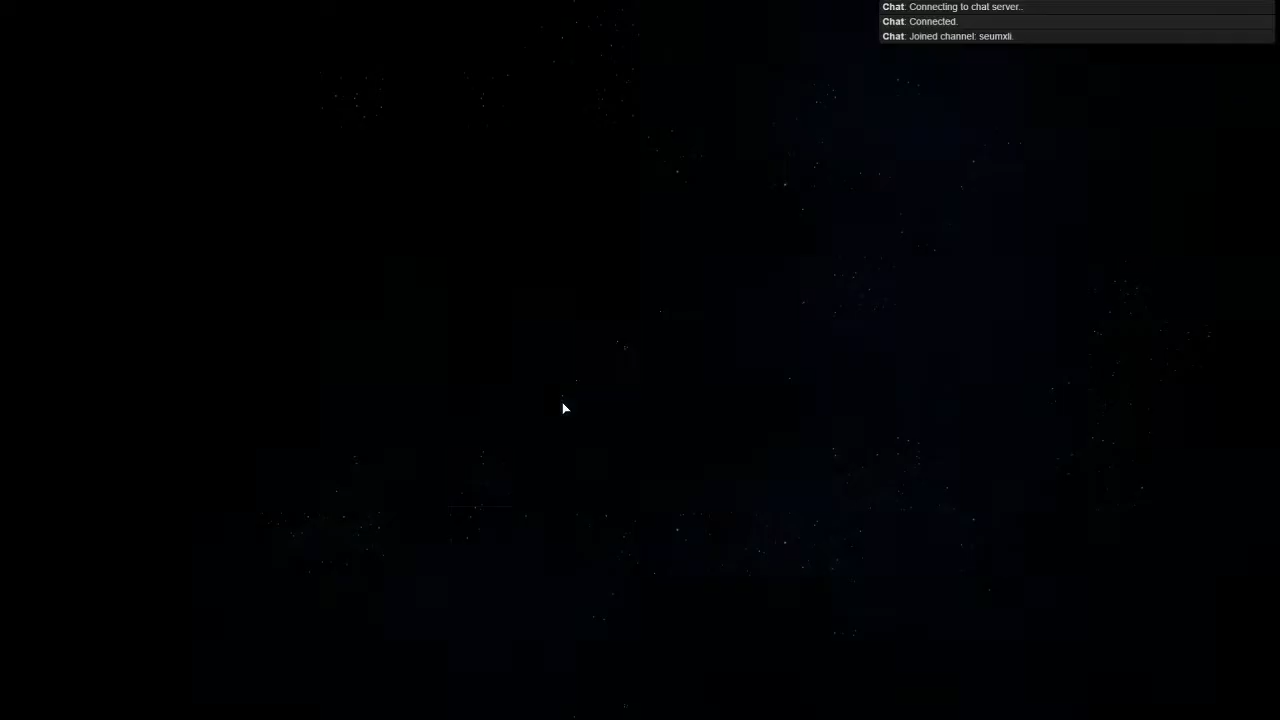 Chat: Connecting to chat server..
Chat: Connected.
Chat: Joined channel: seumxli.